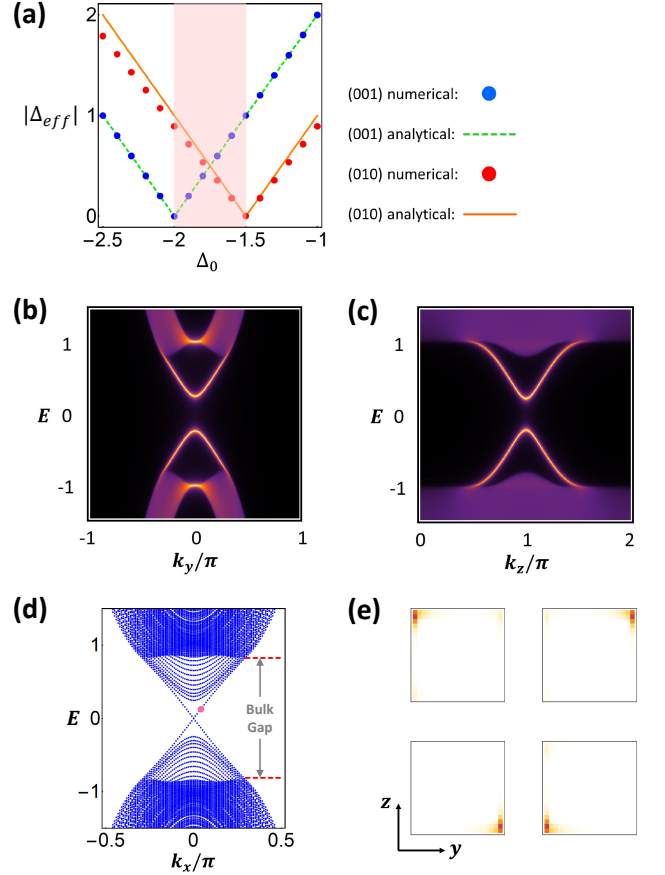 (a)
2
1
0
|Δ_eff|
−2.5
−2
−1.5
−1
Δ₀
(001) numerical:
(001) analytical:
(010) numerical:
(010) analytical:
(b)
1
0
-1
E
-1
0
1
k_y/π
(c)
1
0
-1
E
0
1
2
k_z/π
(d)
1
0
−1
E
Bulk
Gap
−0.5
0
0.5
k_x/π
(e)
z
y